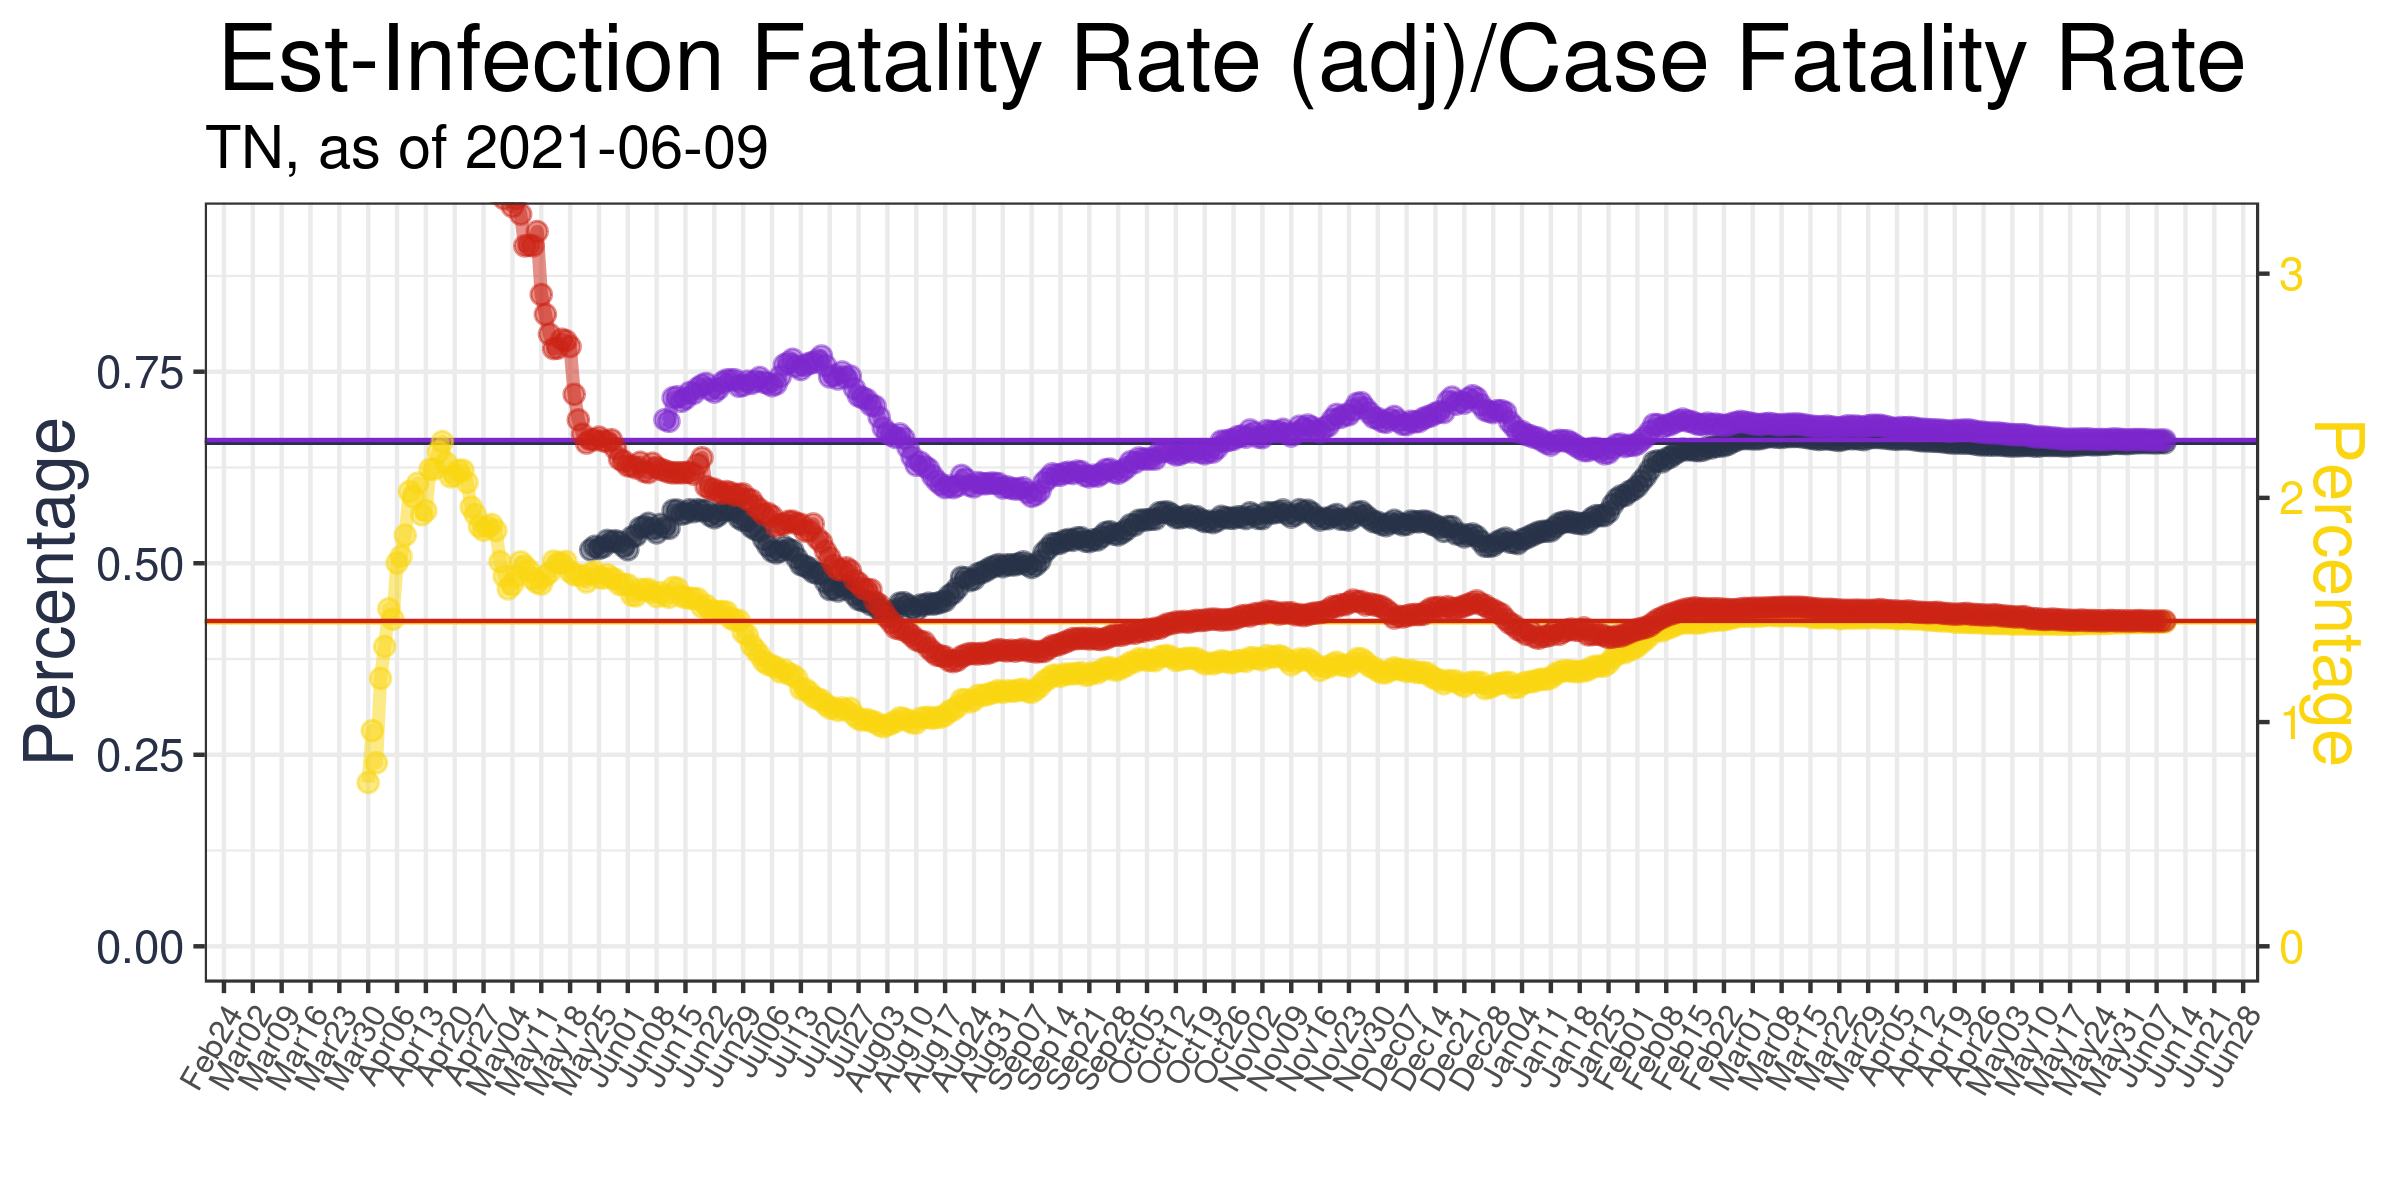 Est-Infection Fatality Rate (adj)/Case Fatality Rate
TN, as of 2021-06-09
Percentage
0.75
0.50
0.25
0.00
3
2
1
0
Percentage
Feb24
Mar02
Mar09
Mar16
Mar23
Mar30
Apr06
Apr13
Apr20
Apr27
May04
May11
May18
May25
Jun01
Jun08
Jun15
Jun22
Jun29
Jul06
Jul13
Jul20
Jul27
Aug03
Aug10
Aug17
Aug24
Aug31
Sep07
Sep14
Sep21
Sep28
Oct05
Oct12
Oct19
Oct26
Nov02
Nov09
Nov16
Nov23
Nov30
Dec07
Dec14
Dec21
Dec28
Jan04
Jan11
Jan18
Jan25
Feb01
Feb08
Feb15
Feb22
Mar01
Mar08
Mar15
Mar22
Mar29
Apr05
Apr12
Apr19
Apr26
May03
May10
May17
May24
May31
Jun07
Jun14
Jun21
Jun28